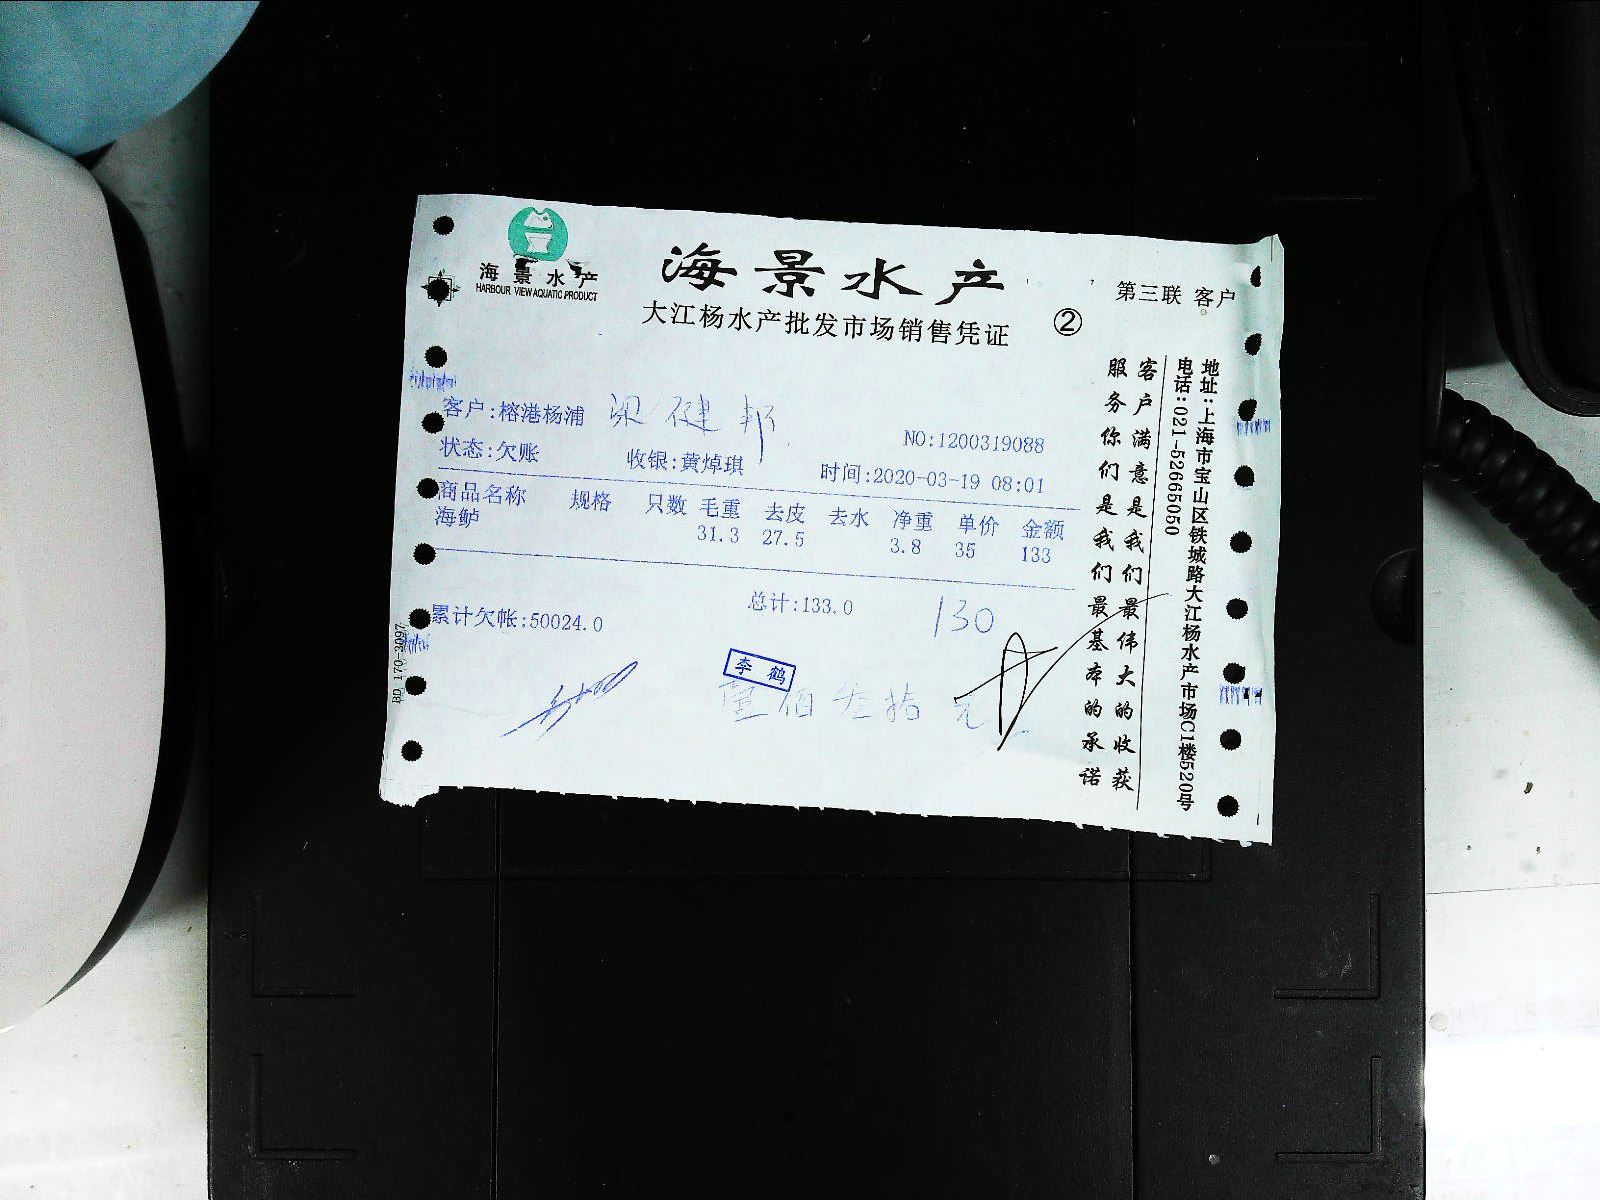 海景水产
HARBOUR VIEW AQUATIC PRODUCT
海景水产
大江杨水产批发市场销售凭证
②
第三联 客户
客户:榕港杨浦 梁健邦
NO:1200319088
状态:欠账 收银:黄焯琪 时间:2020-03-19 08:01
商品名称 规格 只数 毛重 去皮 去水 净重 单价 金额
海鲈 31.3 27.5 3.8 35 133
累计欠帐:50024.0 总计:133.0 130
李鹤
壹佰叁拾元
客户满意是我们最伟大的收获
服务你们是我们最基本的承诺
地址:上海市宝山区铁城路大江杨水产市场C1楼520号
电话:021-52665050
BD 170-3097